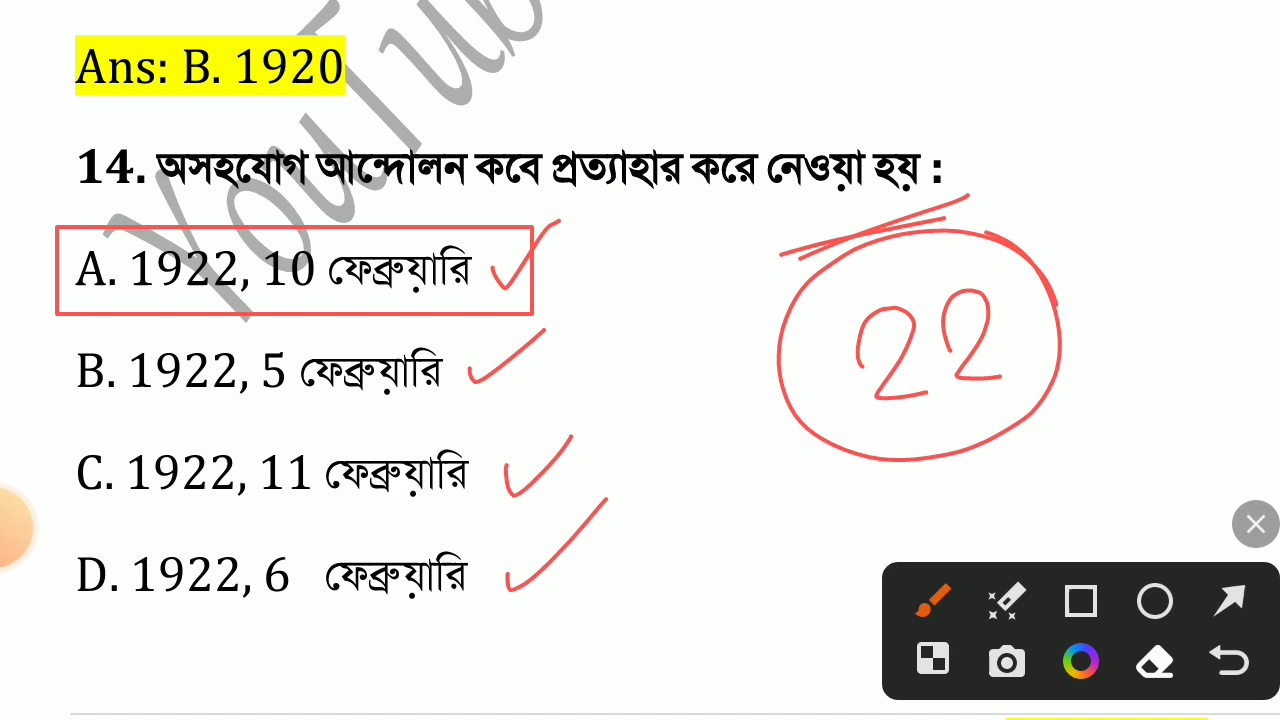 Ans: B. 1920
14. অসহযোগ আন্দোলন কবে প্রত্যাহার করে নেওয়া হয় :
A. 1922, 10 ফেব্রুয়ারি
B. 1922, 5 ফেব্রুয়ারি
C. 1922, 11 ফেব্রুয়ারি
D. 1922, 6 ফেব্রুয়ারি
22
YouTub